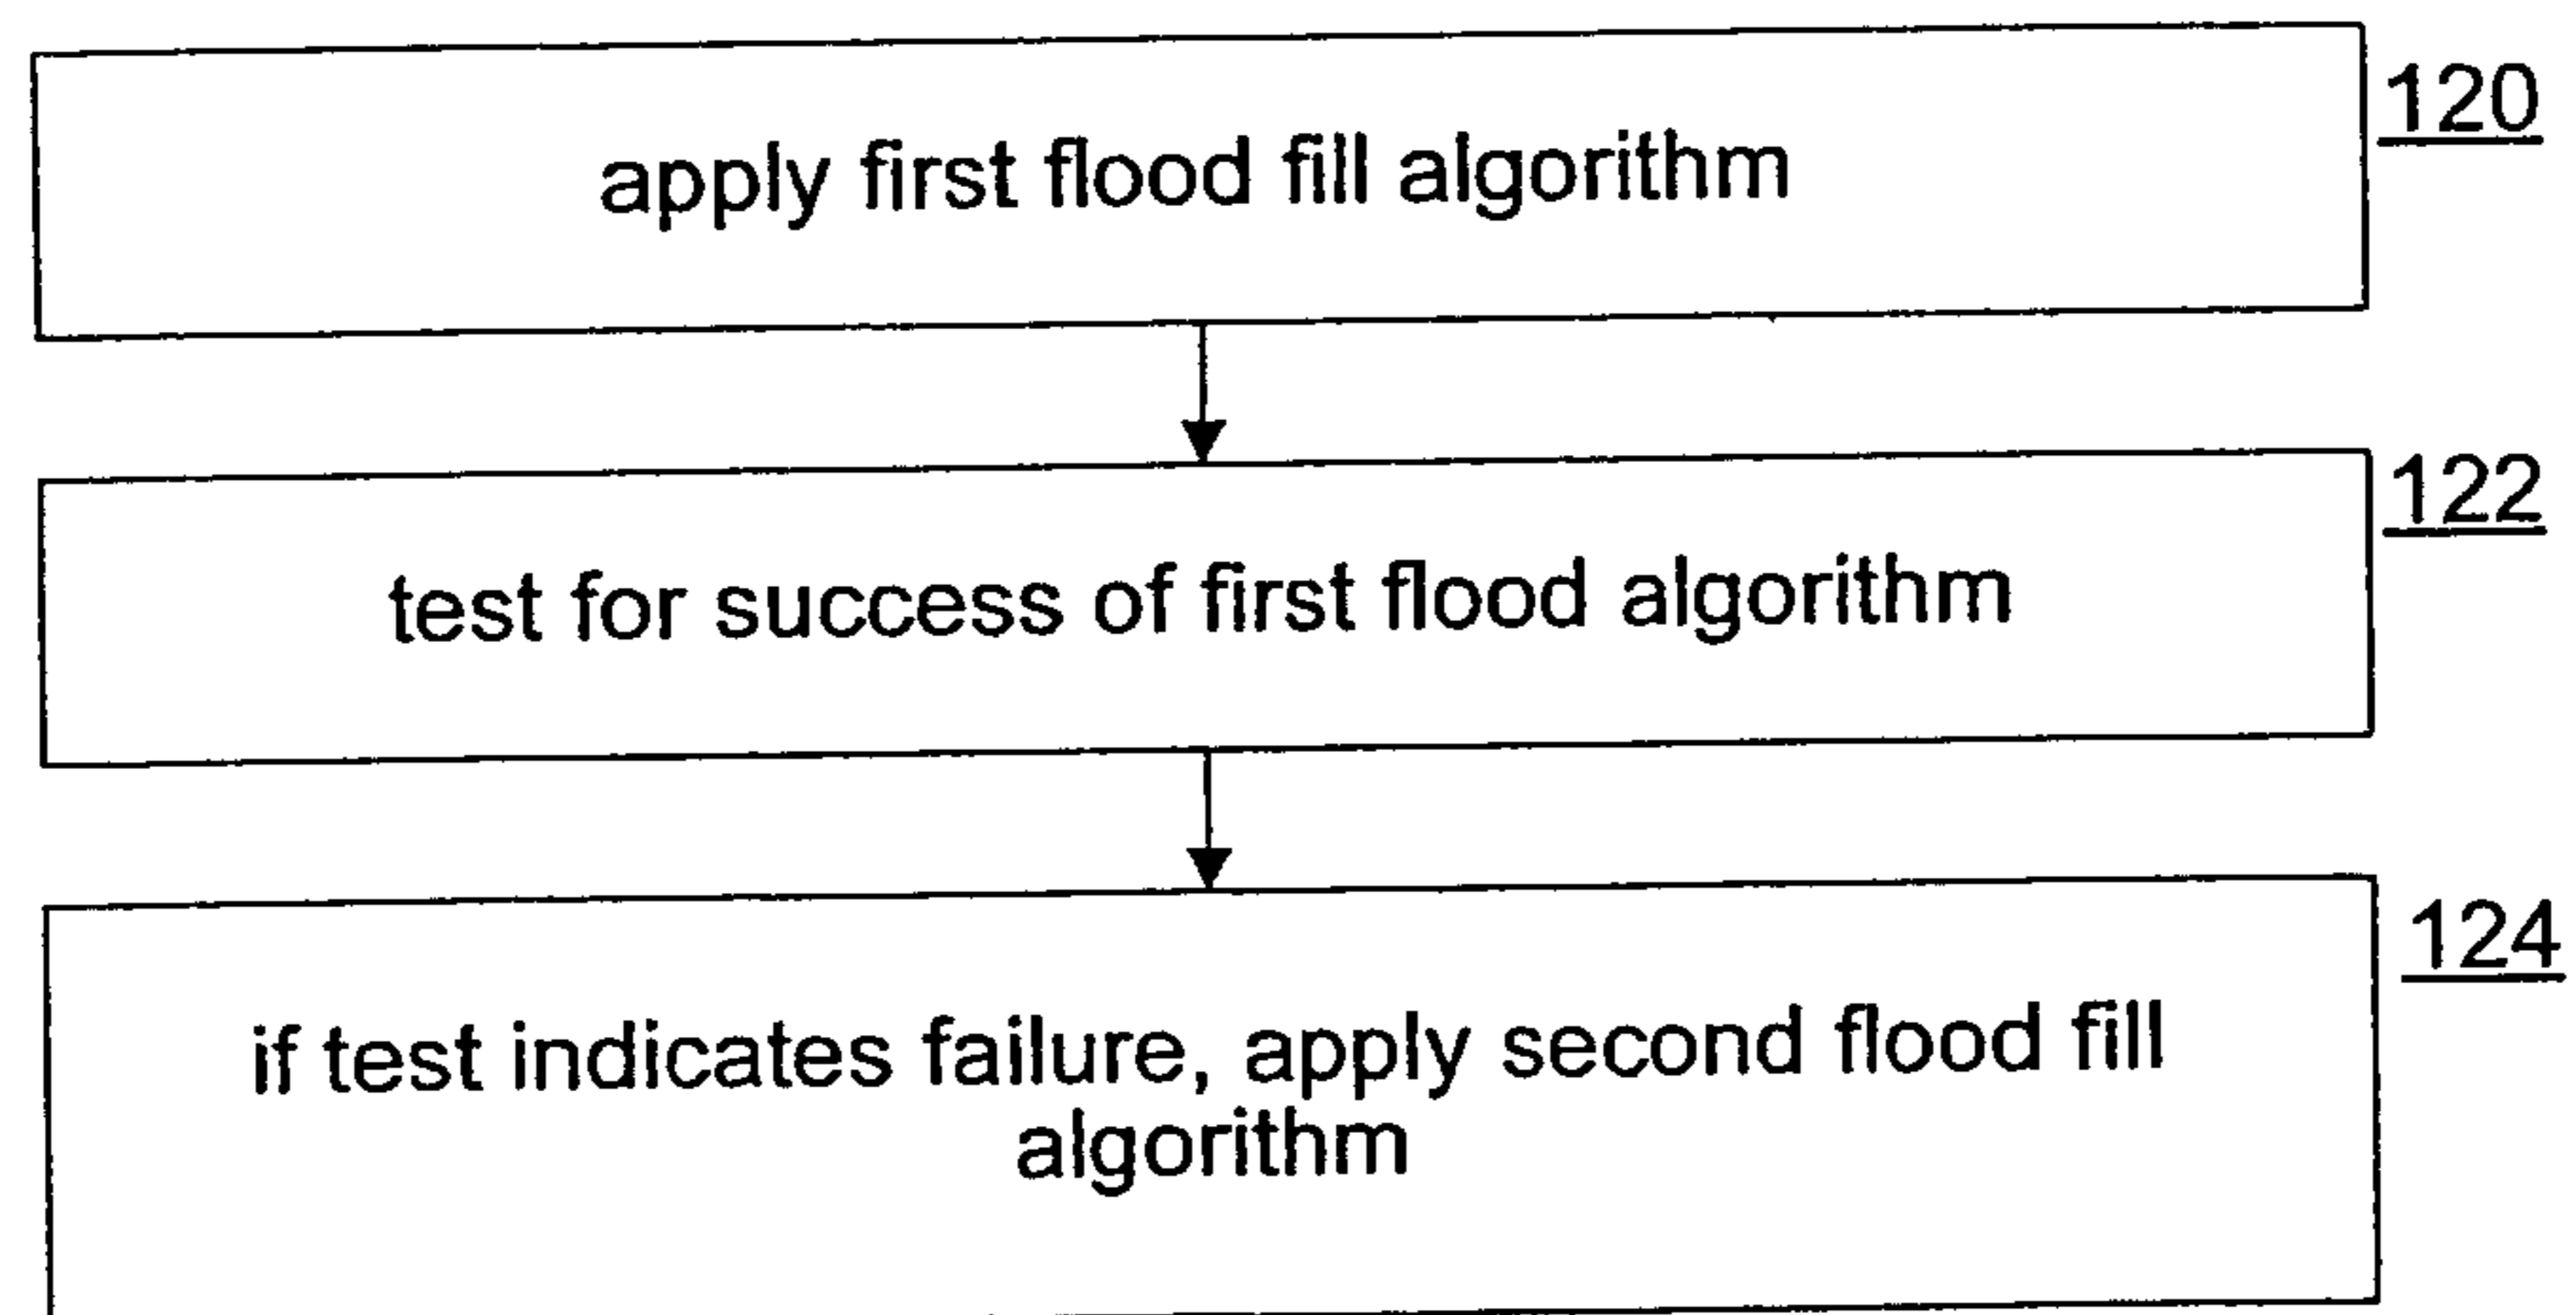 120
apply first flood fill algorithm
122
test for success of first flood algorithm
124
if test indicates failure, apply second flood fill
algorithm